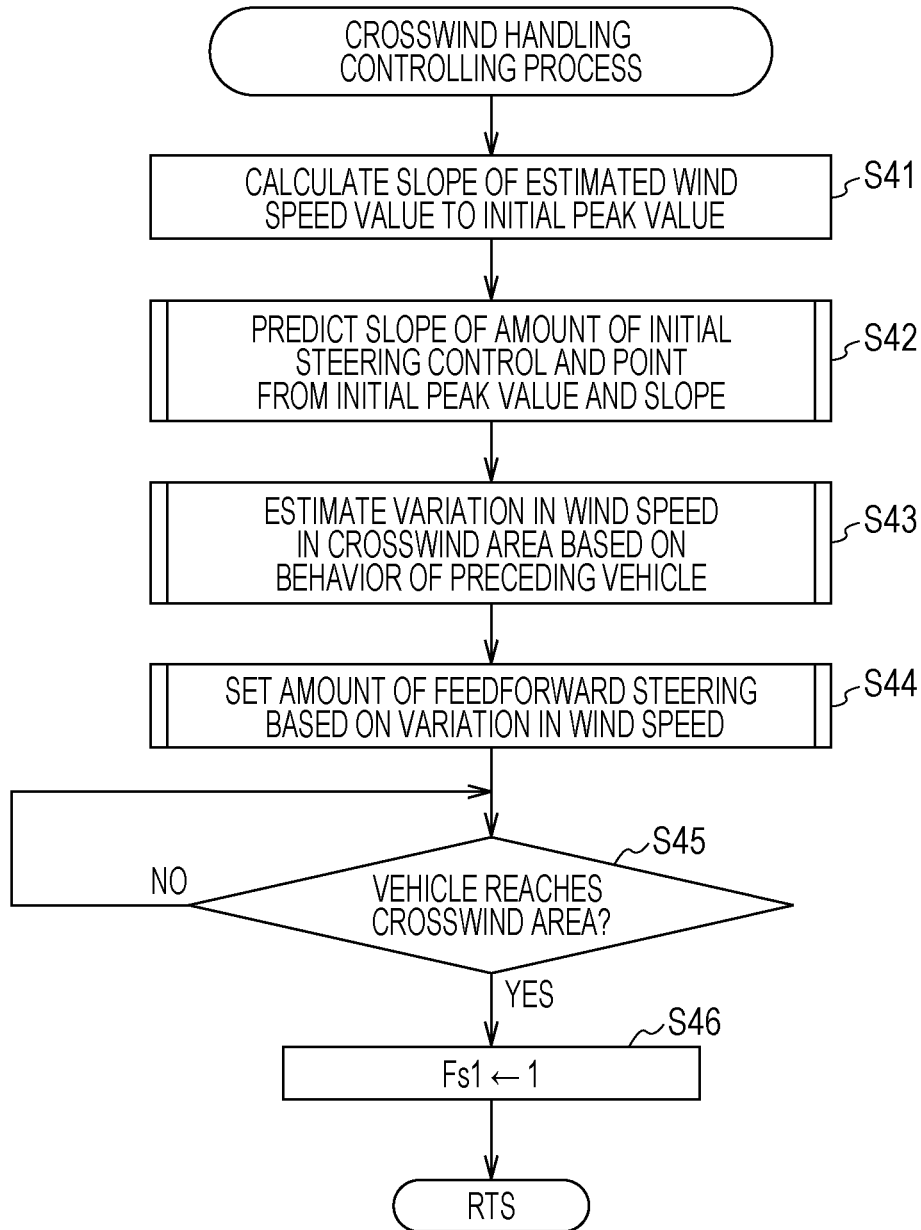 CROSSWIND HANDLING
CONTROLLING PROCESS
CALCULATE SLOPE OF ESTIMATED WIND
SPEED VALUE TO INITIAL PEAK VALUE
S41
PREDICT SLOPE OF AMOUNT OF INITIAL
STEERING CONTROL AND POINT
FROM INITIAL PEAK VALUE AND SLOPE
S42
ESTIMATE VARIATION IN WIND SPEED
IN CROSSWIND AREA BASED ON
BEHAVIOR OF PRECEDING VEHICLE
S43
SET AMOUNT OF FEEDFORWARD STEERING
BASED ON VARIATION IN WIND SPEED
S44
S45
NO
VEHICLE REACHES
CROSSWIND AREA?
YES
S46
Fs1 ← 1
RTS